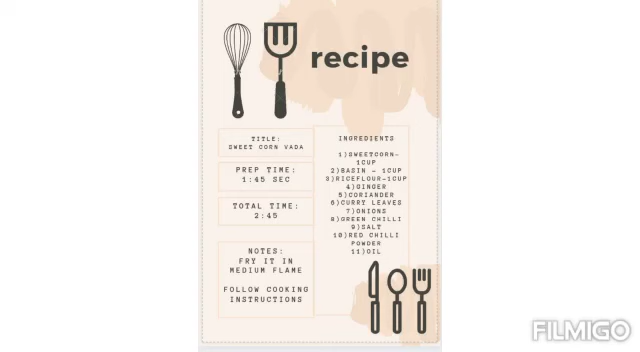 recipe
TITLE:
SWEET CORN VADA
PREP TIME:
1:45 SEC
TOTAL TIME:
2:45
NOTES:
FRY IT IN
MEDIUM FLAME
FOLLOW COOKING
INSTRUCTIONS
INGREDIENTS
1)SWEETCORN-
1CUP
2)BASIN - 1CUP
3)RICEFLOUR-1CUP
4)GINGER
5)CORIANDER
6)CURRY LEAVES
7)ONIONS
8)GREEN CHILLI
9)SALT
10)RED CHILLI
POWDER
11)OIL
FILMIGO